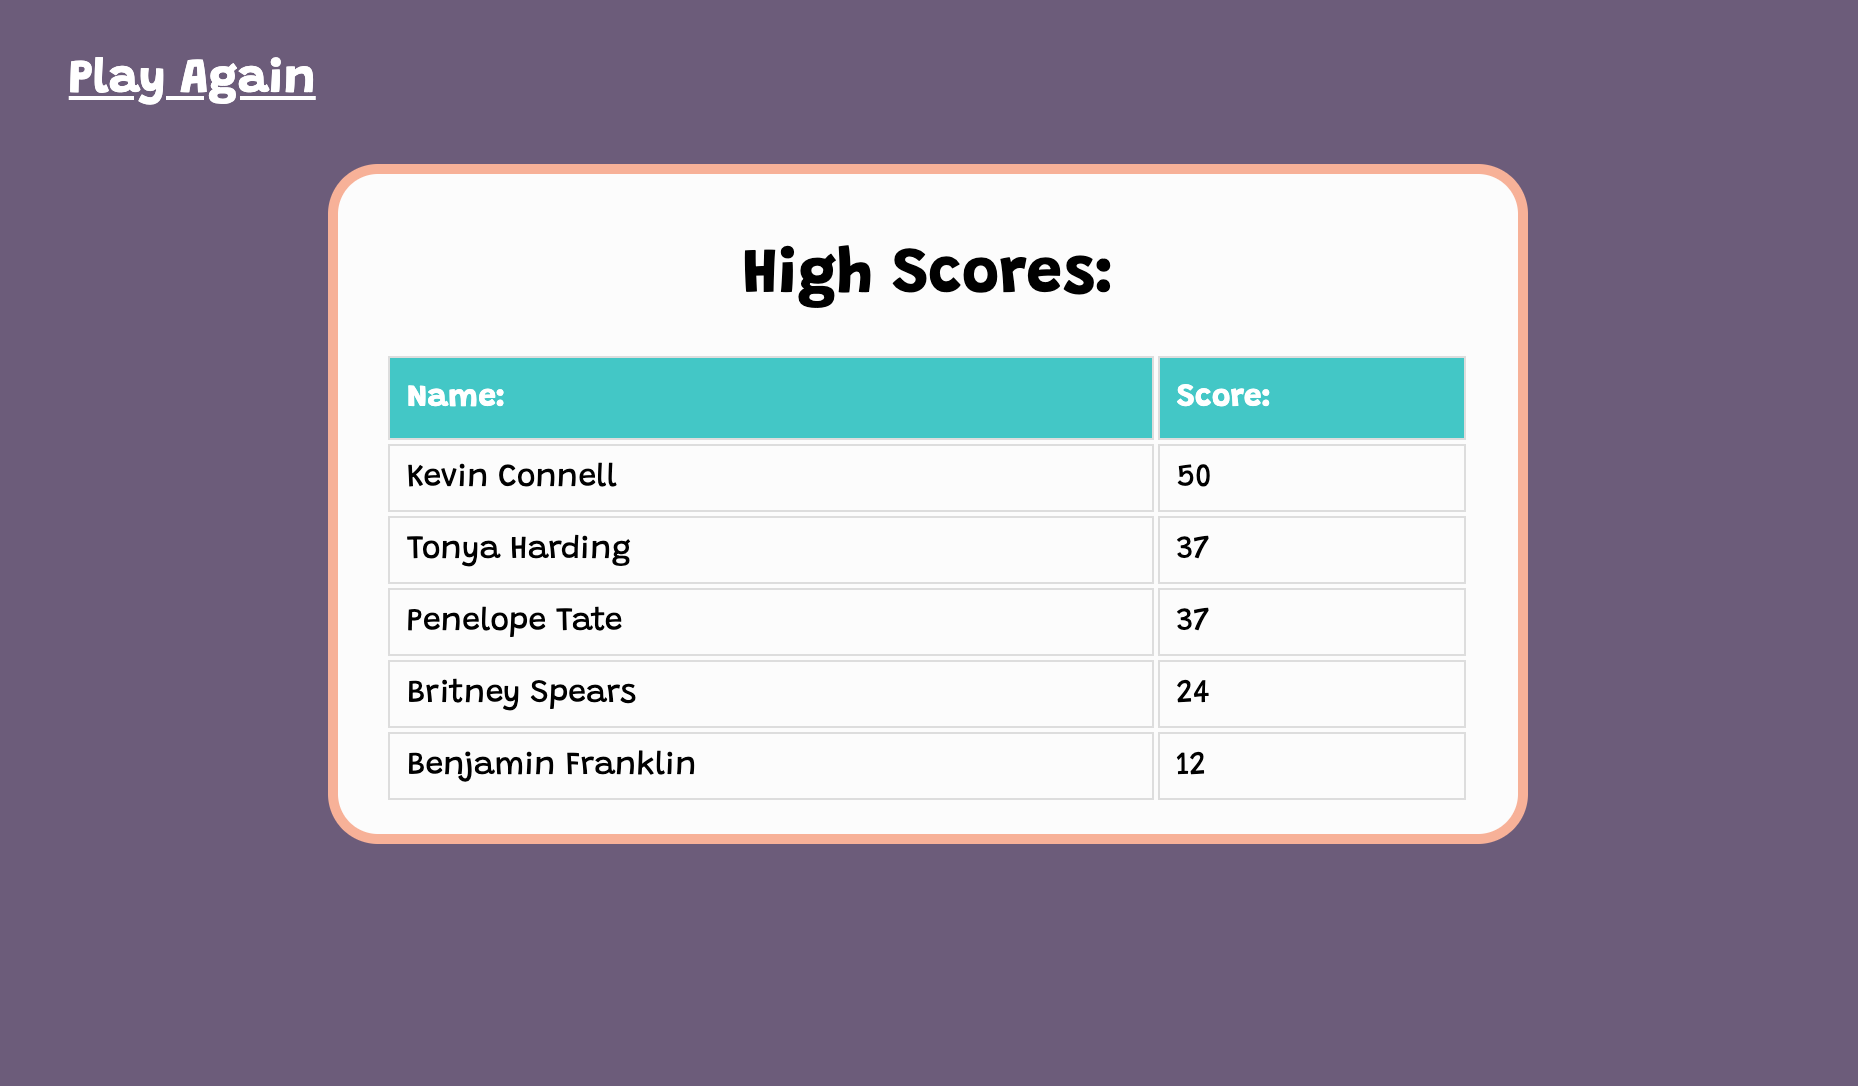 Play Again
High Scores:
Name: Score:
Kevin Connell 50
Tonya Harding 37
Penelope Tate 37
Britney Spears 24
Benjamin Franklin 12